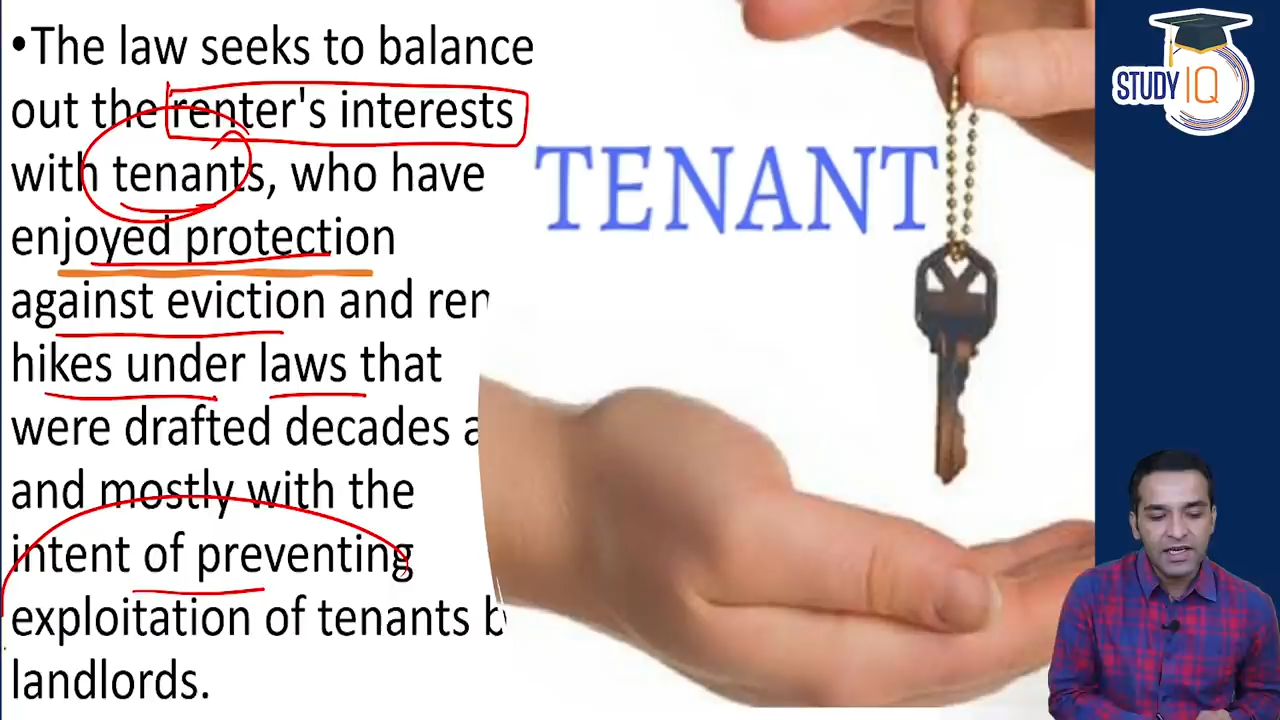 •The law seeks to balance
out the renter's interests
with tenants, who have
enjoyed protection
against eviction and ren
hikes under laws that
were drafted decades a
and mostly with the
intent of preventing
exploitation of tenants b
landlords.
TENANT
STUDY IQ